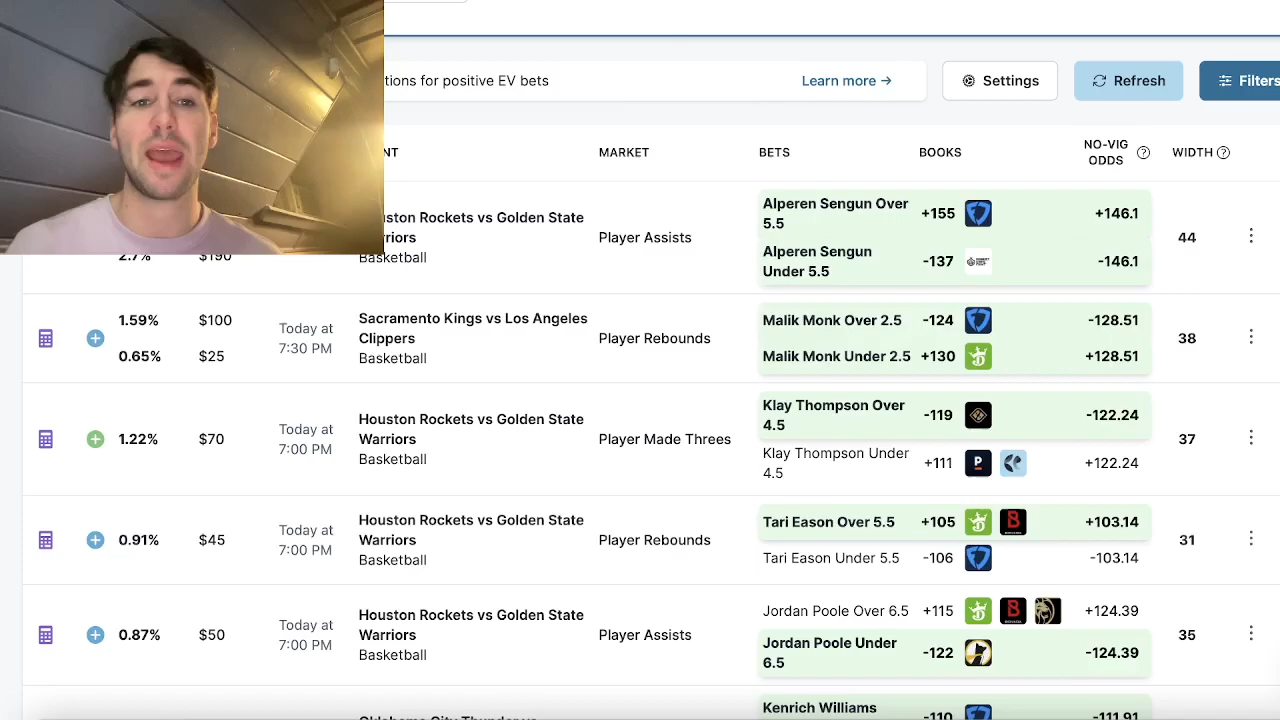 tions for positive EV bets
Learn more →
Settings
Refresh
Filters
NT
MARKET
BETS
BOOKS
NO-VIG
ODDS
WIDTH
2.7%
$190
uston Rockets vs Golden State
rriors
Basketball
Player Assists
Alperen Sengun Over
5.5
+155
+146.1
Alperen Sengun
Under 5.5
-137
-146.1
44
1.59%
$100
0.65%
$25
Today at
7:30 PM
Sacramento Kings vs Los Angeles
Clippers
Basketball
Player Rebounds
Malik Monk Over 2.5
-124
-128.51
Malik Monk Under 2.5
+130
+128.51
38
1.22%
$70
Today at
7:00 PM
Houston Rockets vs Golden State
Warriors
Basketball
Player Made Threes
Klay Thompson Over
4.5
-119
-122.24
Klay Thompson Under
4.5
+111
P
+122.24
37
0.91%
$45
Today at
7:00 PM
Houston Rockets vs Golden State
Warriors
Basketball
Player Rebounds
Tari Eason Over 5.5
+105
B
+103.14
Tari Eason Under 5.5
-106
-103.14
31
0.87%
$50
Today at
7:00 PM
Houston Rockets vs Golden State
Warriors
Basketball
Player Assists
Jordan Poole Over 6.5
+115
B
+124.39
Jordan Poole Under
6.5
-122
-124.39
35
Oklahoma City Thunder vs
Kenrich Williams
-110
-111.91